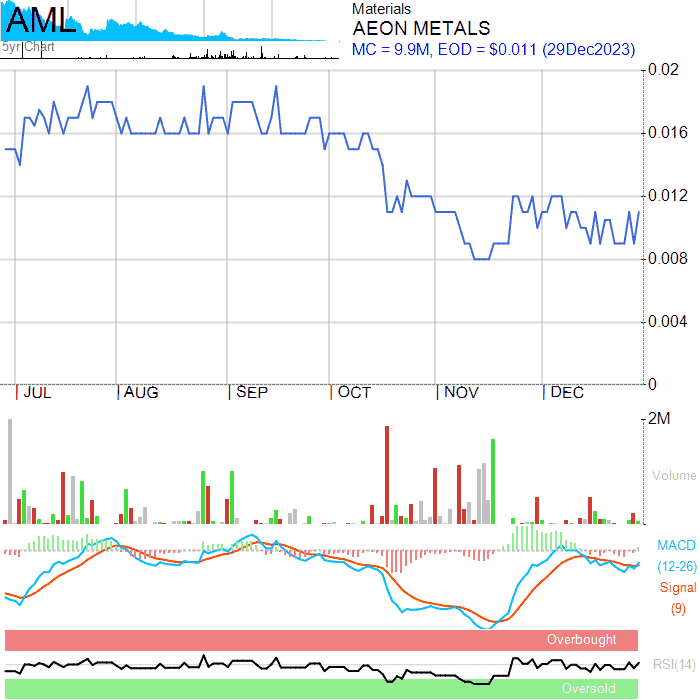 AML
5yr Chart
Materials
AEON METALS
MC = 9.9M, EOD = $0.011 (29Dec2023)
0.02
0.016
0.012
0.008
0.004
0
JUL AUG SEP OCT NOV DEC
2M
Volume
MACD
(12-26)
Signal
(9)
Overbought
RSI(14)
Oversold